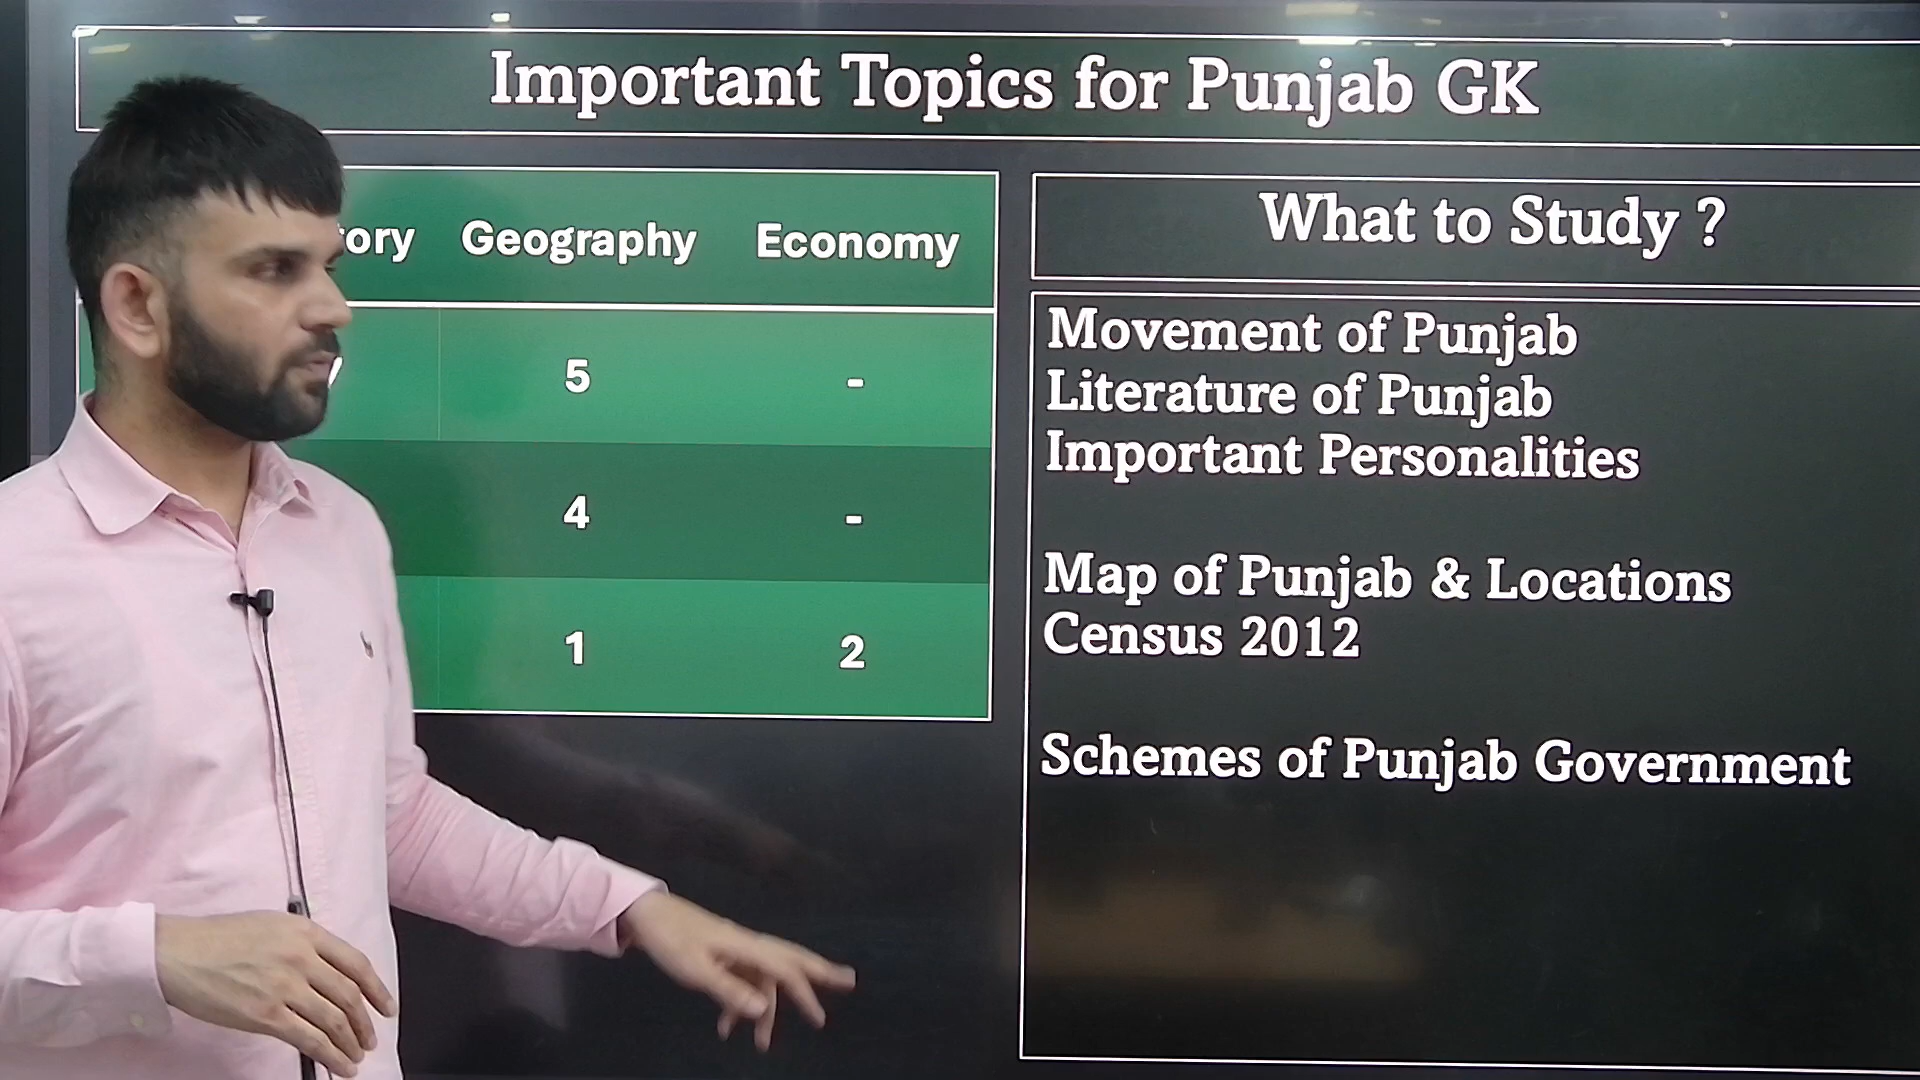 Important Topics for Punjab GK
Geography Economy
5 -
4 -
1 2
What to Study ?
Movement of Punjab
Literature of Punjab
Important Personalities
Map of Punjab & Locations
Census 2012
Schemes of Punjab Government